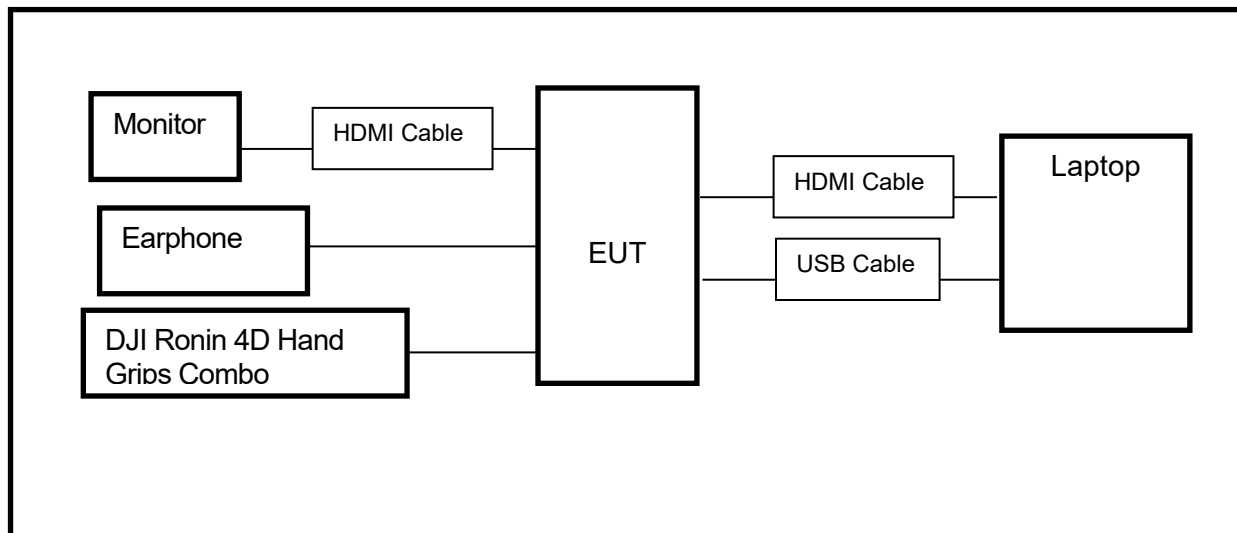 Monitor
HDMI Cable
Earphone
DJI Ronin 4D Hand
Grips Combo
EUT
HDMI Cable
USB Cable
Laptop